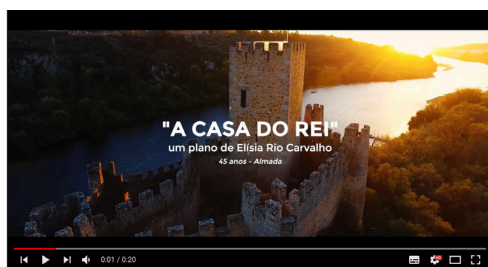 "A CASA DO REI"
um plano de Elísia Rio Carvalho
45 anos - Almada
0:01 / 0:20